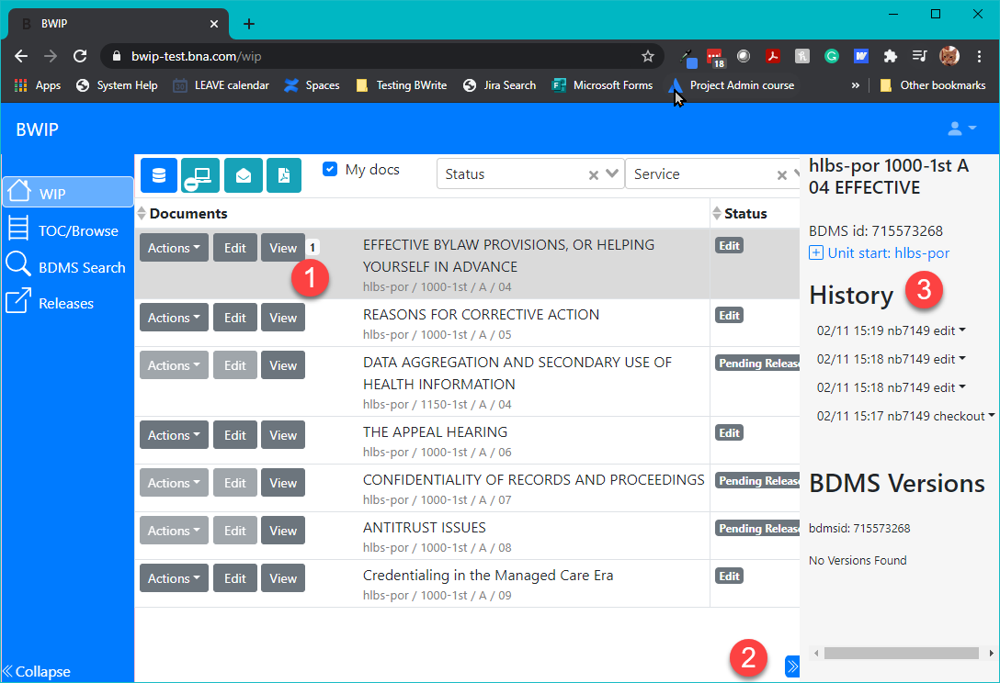 BWIP
bwip-test.bna.com/wip
18
Apps
System Help
LEAVE calendar
Spaces
Testing BWrite
Jira Search
Microsoft Forms
Project Admin course
»
Other bookmarks
BWIP
WIP
TOC/Browse
BDMS Search
Releases
Collapse
My docs
Status
Service
Documents
Status
Actions Edit View 1
EFFECTIVE BYLAW PROVISIONS, OR HELPING
YOURSELF IN ADVANCE
hlbs-por / 1000-1st / A / 04
Edit
1
Actions Edit View
REASONS FOR CORRECTIVE ACTION
hlbs-por / 1000-1st / A / 05
Edit
Actions Edit View
DATA AGGREGATION AND SECONDARY USE OF
HEALTH INFORMATION
hlbs-por / 1150-1st / A / 04
Pending Release
Actions Edit View
THE APPEAL HEARING
hlbs-por / 1000-1st / A / 06
Edit
Actions Edit View
CONFIDENTIALITY OF RECORDS AND PROCEEDINGS
hlbs-por / 1000-1st / A / 07
Pending Release
Actions Edit View
ANTITRUST ISSUES
hlbs-por / 1000-1st / A / 08
Pending Release
Actions Edit View
Credentialing in the Managed Care Era
hlbs-por / 1000-1st / A / 09
Edit
2
hlbs-por 1000-1st A
04 EFFECTIVE
BDMS id: 715573268
Unit start: hlbs-por
History
3
02/11 15:19 nb7149 edit
02/11 15:18 nb7149 edit
02/11 15:18 nb7149 edit
02/11 15:17 nb7149 checkout
BDMS Versions
bdmsid: 715573268
No Versions Found